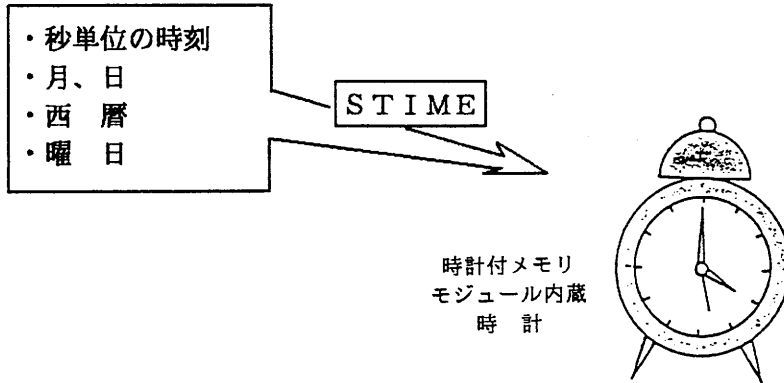 ・秒単位の時刻
・月、日
・西　暦
・曜　日
ＳＴＩＭＥ
時計付メモリ
モジュール内蔵
時　計